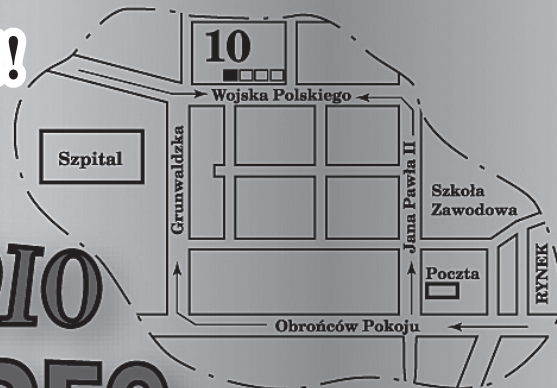 !
10
Wojska Polskiego
Szpital
Grunwaldzka
Jana Pawła II
Szkoła
Zawodowa
Poczta
RYNEK
Obrońców Pokoju